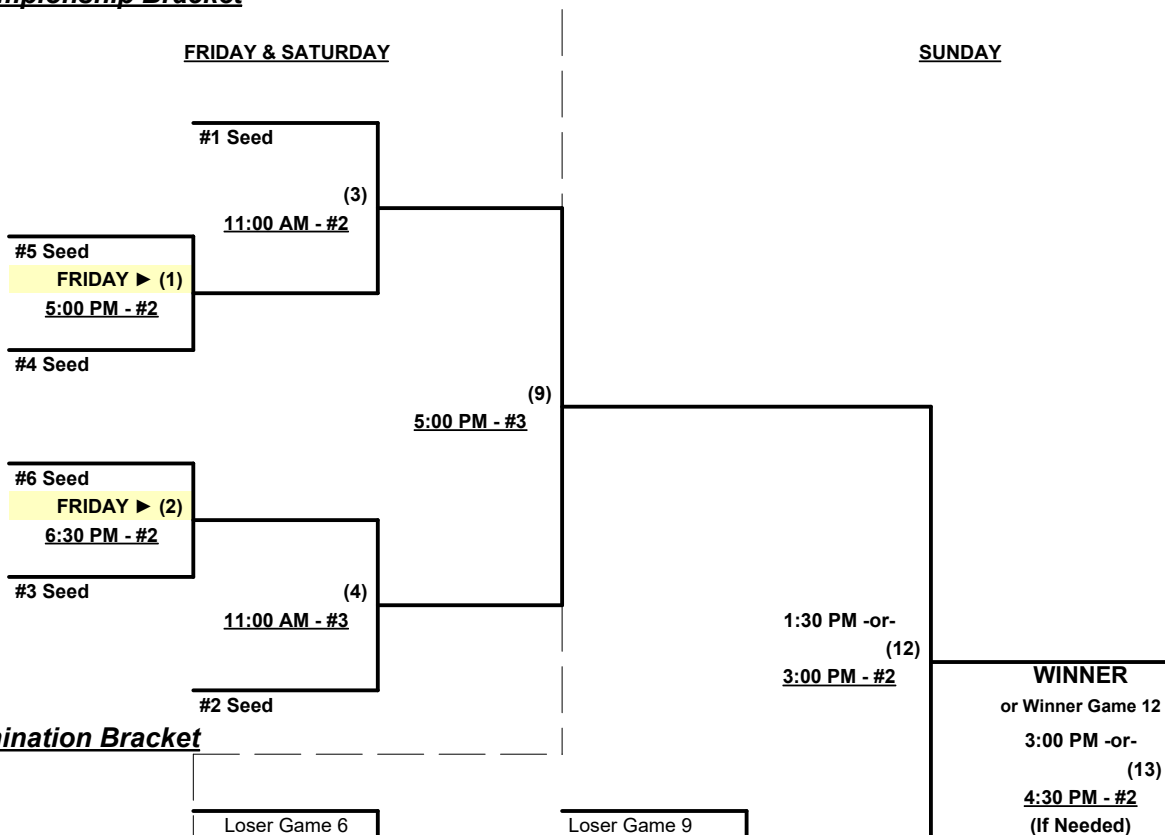 FRIDAY & SATURDAY
SUNDAY
#1 Seed
(3)
11:00 AM - #2
#5 Seed
FRIDAY ► (1)
5:00 PM - #2
#4 Seed
(9)
5:00 PM - #3
#6 Seed
FRIDAY ► (2)
6:30 PM - #2
#3 Seed
(4)
11:00 AM - #3
#2 Seed
1:30 PM -or-
(12)
3:00 PM - #2
WINNER
or Winner Game 12
3:00 PM -or-
(13)
4:30 PM - #2
(If Needed)
Bracket
Bracket
Loser Game 6
Loser Game 9